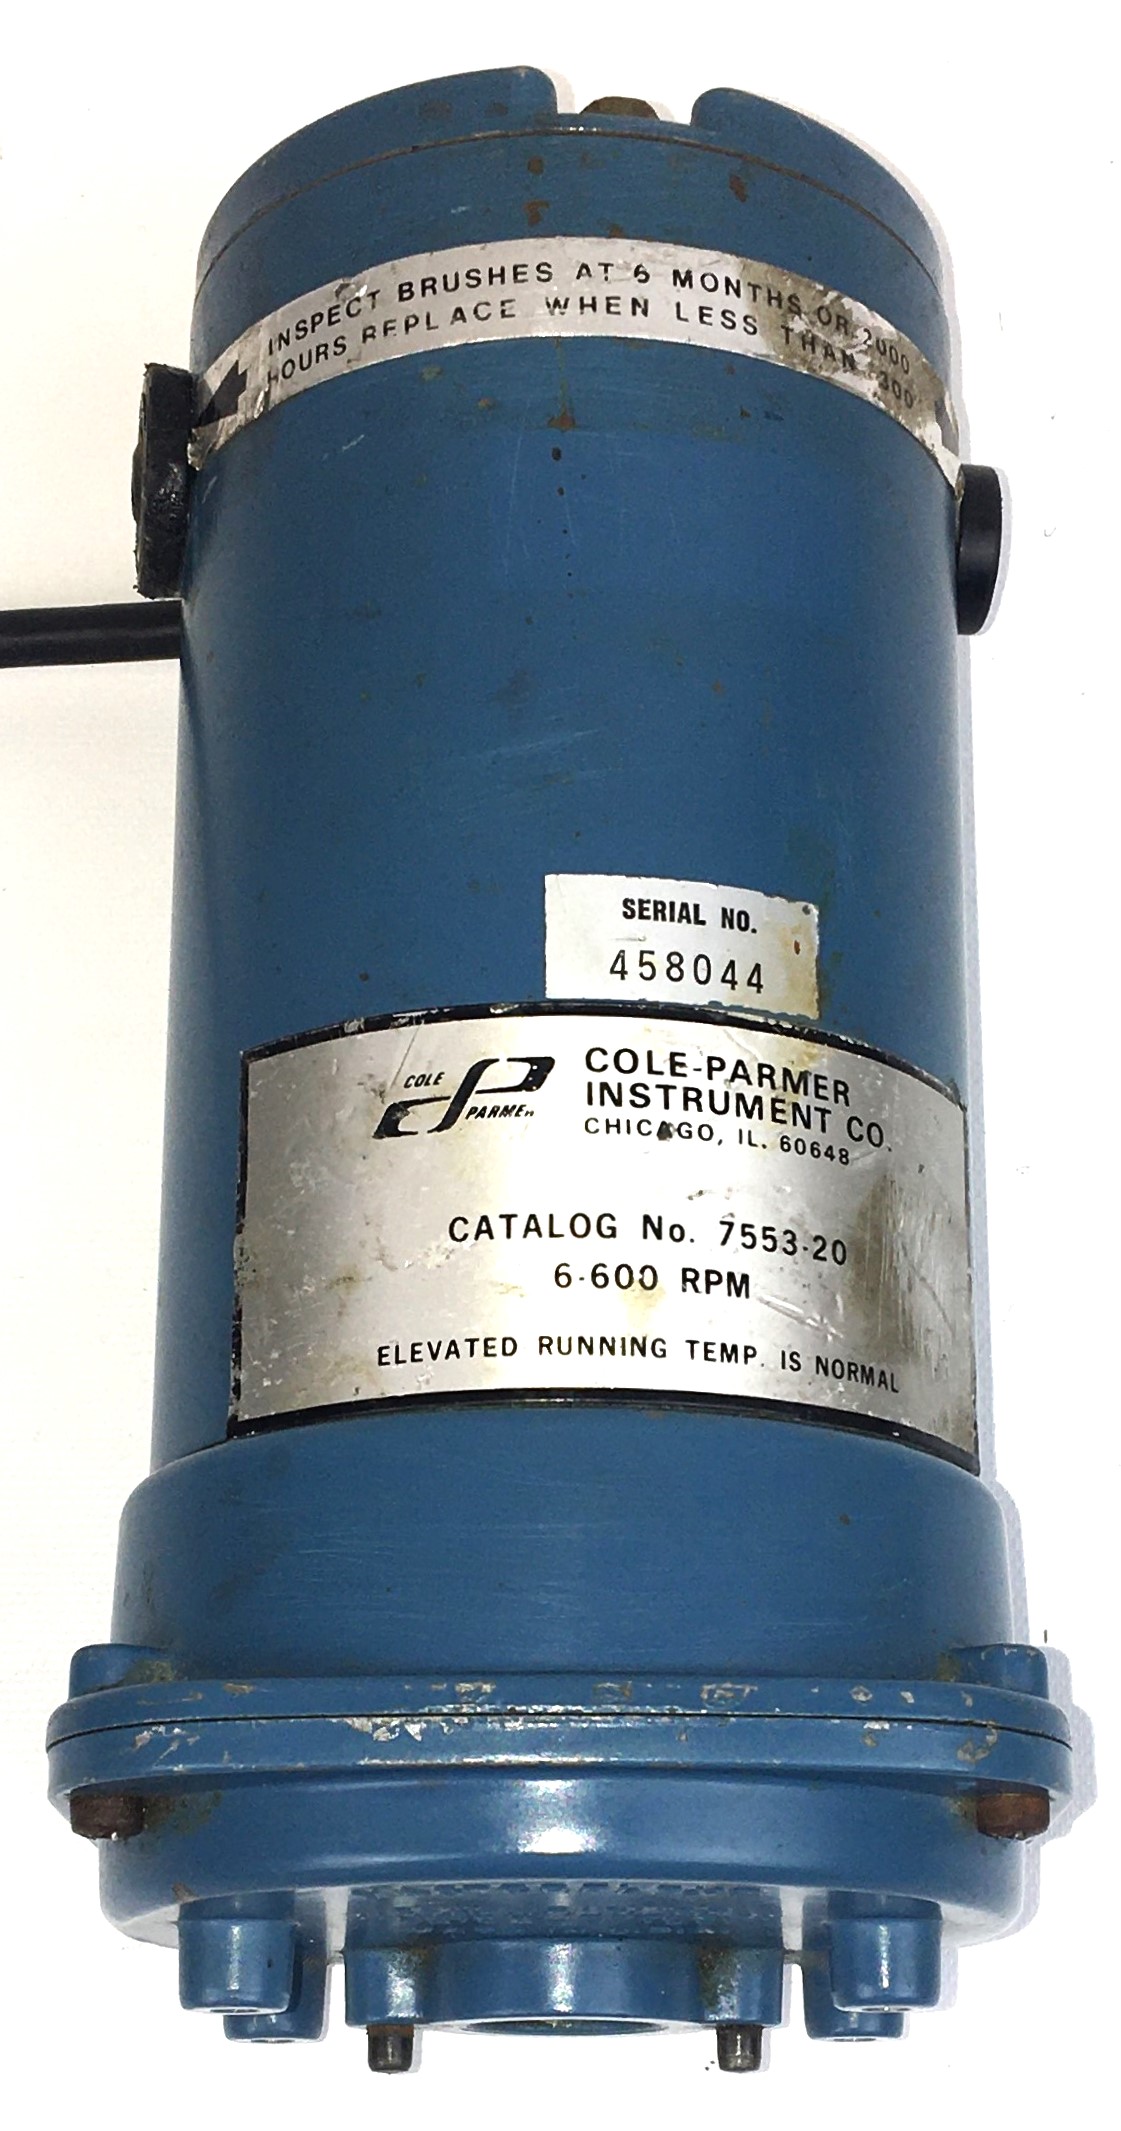 INSPECT BRUSHES AT 6 MONTHS OR 2000
HOURS REPLACE WHEN LESS THAN .300
SERIAL NO.
458044
COLE
PARMER
COLE-PARMER
INSTRUMENT CO.
CHICAGO, IL. 60648
CATALOG No. 7553-20
6-600 RPM
ELEVATED RUNNING TEMP. IS NORMAL